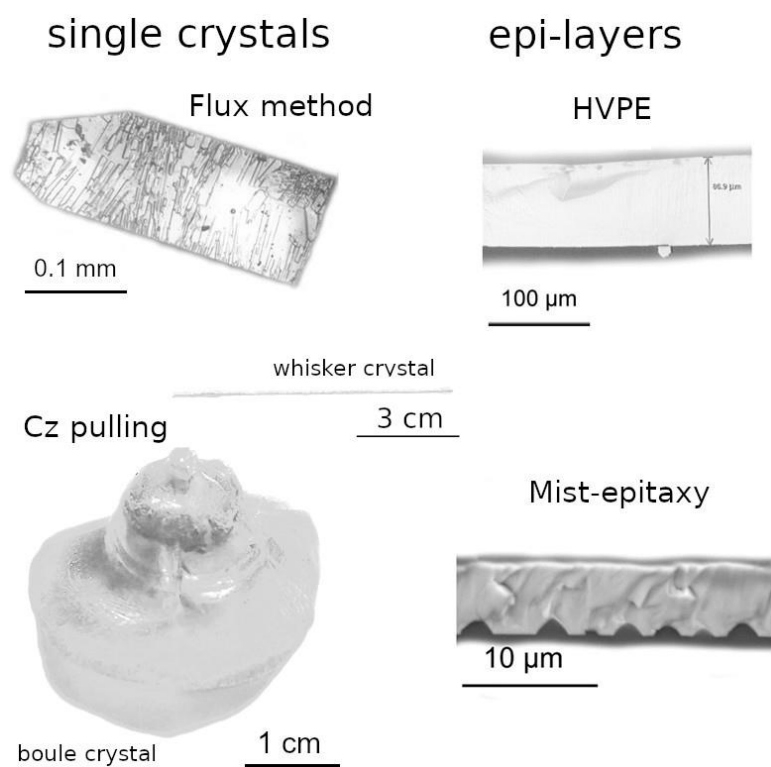 single crystals
epi-layers
Flux method
HVPE
0.1 mm
100 µm
whisker crystal
3 cm
Cz pulling
Mist-epitaxy
10 µm
1 cm
boule crystal